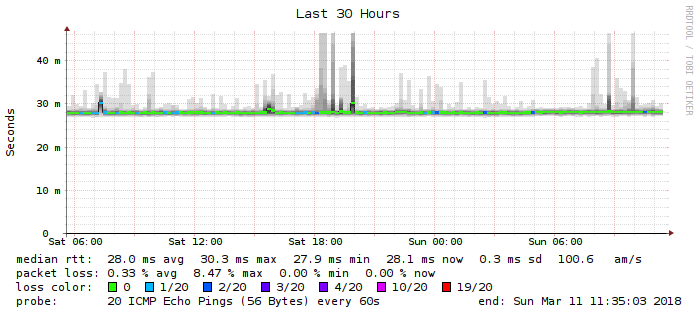 Last 30 Hours
RRDTOOL / TOBI OETIKER
Seconds
40 m
30 m
20 m
10 m
0
Sat 06:00 Sat 12:00 Sat 18:00 Sun 00:00 Sun 06:00
median rtt: 28.0 ms avg 30.3 ms max 27.9 ms min 28.1 ms now 0.3 ms sd 100.6 am/s
packet loss: 0.33 % avg 8.47 % max 0.00 % min 0.00 % now
loss color: 0 1/20 2/20 3/20 4/20 10/20 19/20
probe: 20 ICMP Echo Pings (56 Bytes) every 60s end: Sun Mar 11 11:35:03 2018